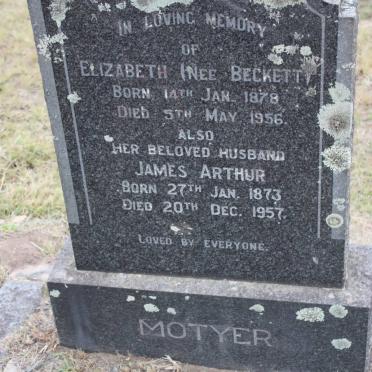 IN LOVING MEMORY
OF
ELIZABETH (NEE BECKETT)
BORN 14TH JAN. 1878
DIED 5TH MAY 1956.
ALSO
HER BELOVED HUSBAND
JAMES ARTHUR
BORN 27TH JAN. 1873
DIED 20TH DEC. 1957.
LOVED BY EVERYONE.
MOTYER